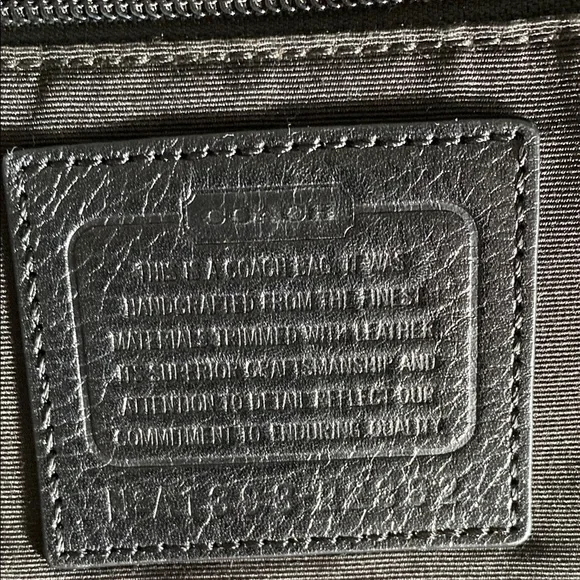 COACH
THIS IS A COACH BAG. IT WAS
HANDCRAFTED FROM THE FINEST
MATERIALS TRIMMED WITH LEATHER.
ITS SUPERIOR CRAFTSMANSHIP AND
ATTENTION TO DETAIL REFLECT OUR
COMMITMENT TO ENDURING QUALITY.